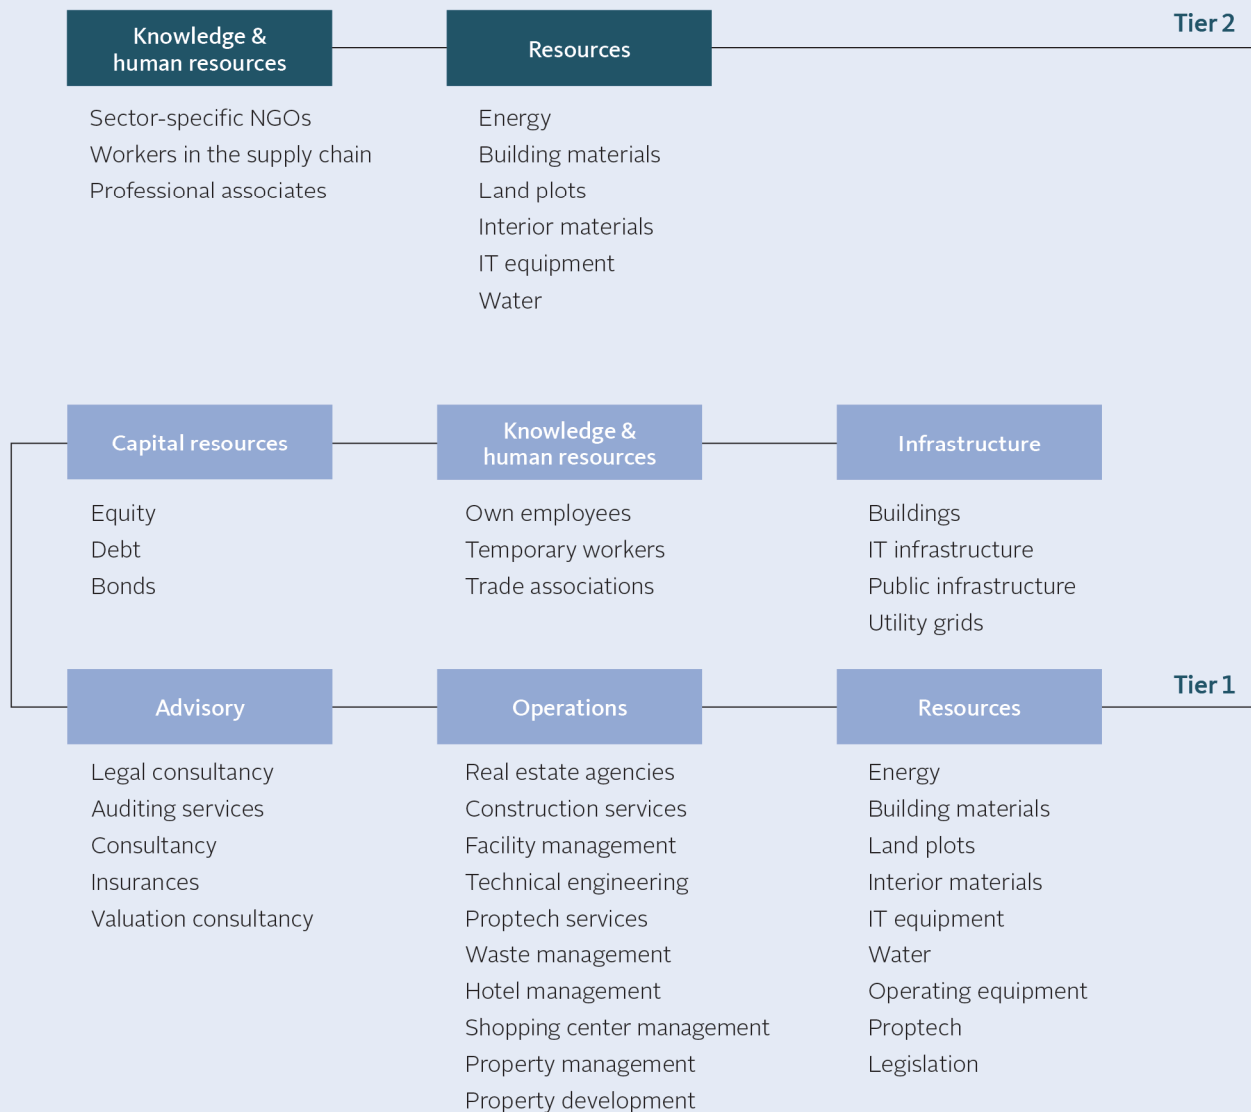 Tier 2
Knowledge &
human resources
Sector-specific NGOs
Workers in the supply chain
Professional associates
Resources
Energy
Building materials
Land plots
Interior materials
IT equipment
Water
Capital resources
Equity
Debt
Bonds
Knowledge &
human resources
Own employees
Temporary workers
Trade associations
Infrastructure
Buildings
IT infrastructure
Public infrastructure
Utility grids
Tier 1
Advisory
Legal consultancy
Auditing services
Consultancy
Insurances
Valuation consultancy
Operations
Real estate agencies
Construction services
Facility management
Technical engineering
Proptech services
Waste management
Hotel management
Shopping center management
Property management
Property development
Resources
Energy
Building materials
Land plots
Interior materials
IT equipment
Water
Operating equipment
Proptech
Legislation